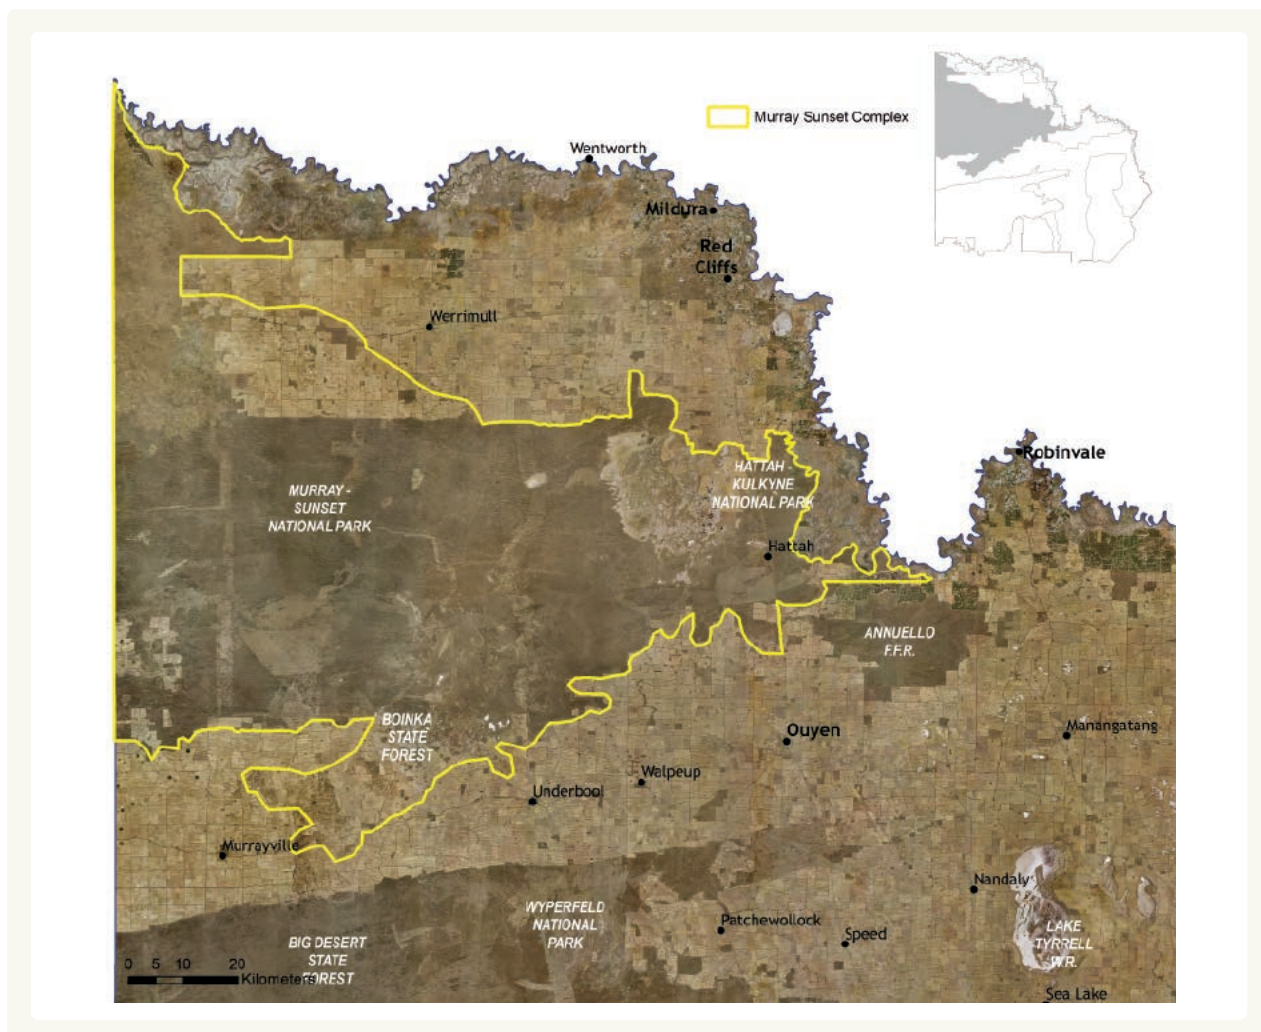 Murray Sunset Complex
Wentworth
Mildura
Red
Cliffs
Werrimull
Robinvale
HATTAH -
KULKYNE
NATIONAL PARK
MURRAY -
SUNSET
NATIONAL PARK
Hattah
ANNUELLO
F.F.R.
BOINKA
STATE
FOREST
Ouyen
Manangatang
Walpeup
Underbool
Murrayville
Nandaly
WYPERFELD
NATIONAL
PARK
Patchewollock
Speed
LAKE
TYRRELL
W.R.
BIG DESERT
STATE
FOREST
0 5 10 20
Kilometers
Sea Lake